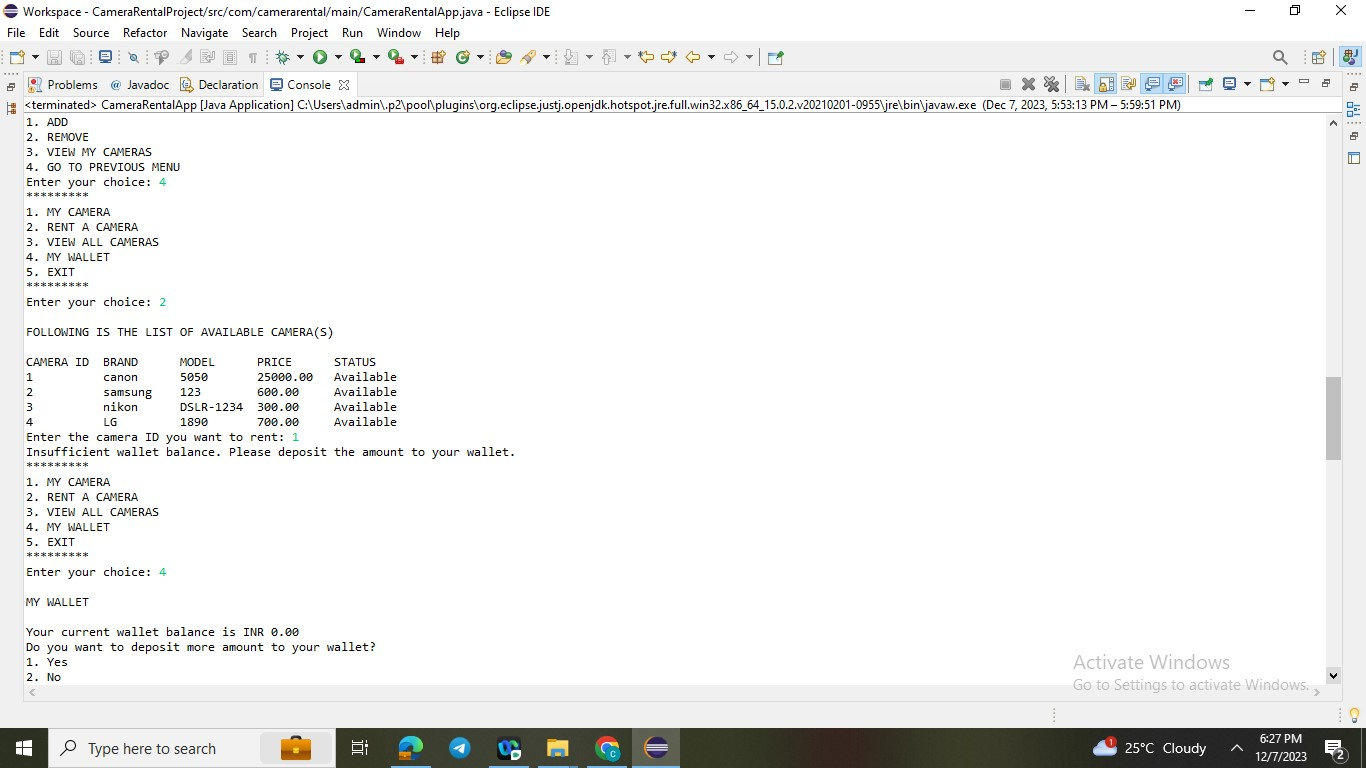 Workspace - CameraRentalProject/src/com/camerarental/main/CameraRentalApp.java - Eclipse IDE
File Edit Source Refactor Navigate Search Project Run Window Help
Problems @ Javadoc Declaration Console
<terminated> CameraRentalApp [Java Application] C:\Users\admin\.p2\pool\plugins\org.eclipse.justj.openjdk.hotspot.jre.full.win32.x86_64_15.0.2.v20210201-0955\jre\bin\javaw.exe (Dec 7, 2023, 5:53:13 PM – 5:59:51 PM)
1. ADD
2. REMOVE
3. VIEW MY CAMERAS
4. GO TO PREVIOUS MENU
Enter your choice: 4
*********
1. MY CAMERA
2. RENT A CAMERA
3. VIEW ALL CAMERAS
4. MY WALLET
5. EXIT
*********
Enter your choice: 2
FOLLOWING IS THE LIST OF AVAILABLE CAMERA(S)
CAMERA ID BRAND MODEL PRICE STATUS
1 canon 5050 25000.00 Available
2 samsung 123 600.00 Available
3 nikon DSLR-1234 300.00 Available
4 LG 1890 700.00 Available
Enter the camera ID you want to rent: 1
Insufficient wallet balance. Please deposit the amount to your wallet.
*********
1. MY CAMERA
2. RENT A CAMERA
3. VIEW ALL CAMERAS
4. MY WALLET
5. EXIT
*********
Enter your choice: 4
MY WALLET
Your current wallet balance is INR 0.00
Do you want to deposit more amount to your wallet?
1. Yes
2. No
Activate Windows
Go to Settings to activate Windows.
Type here to search
1
25°C Cloudy
6:27 PM
12/7/2023
2